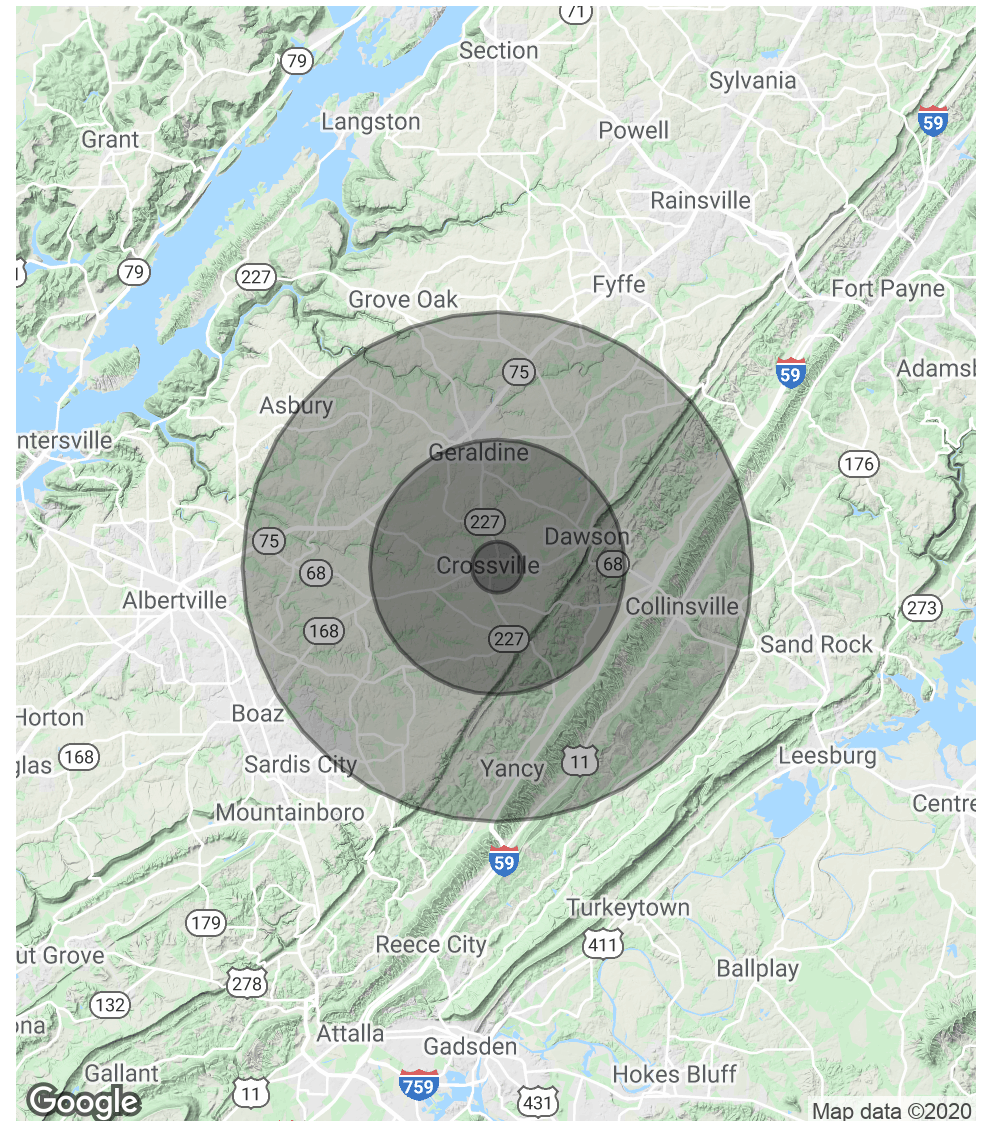 71
Section
79
Sylvania
Langston
59
Powell
Grant
Rainsville
79
227
Fyffe
Fort Payne
Grove Oak
75
59
Adamsb
Asbury
ntersville
Geraldine
176
227
75
Dawson
68
Crossville
68
Albertville
Collinsville
273
168
227
Sand Rock
Horton
Boaz
168
glas
Sardis City
Yancy
11
Leesburg
Mountainboro
Centre
59
179
Turkeytown
Reece City
411
ut Grove
278
Ballplay
132
ona
Attalla
Gadsden
Gallant
759
Hokes Bluff
11
431
Google
Map data ©2020